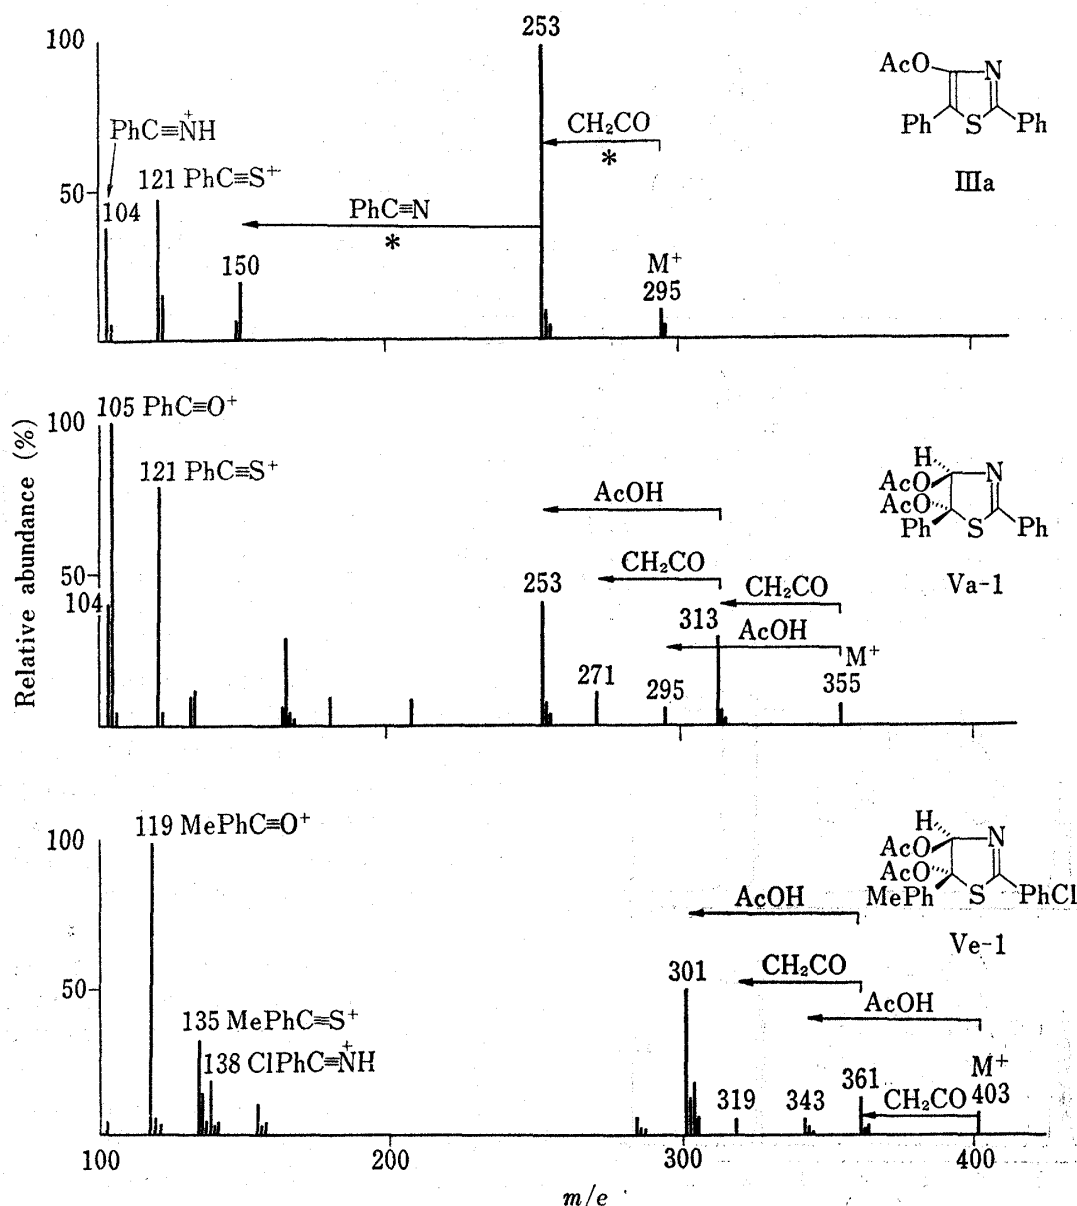 100
253
AcO
N
Ph
S
Ph
IIIa
PhC≡N⁺H
CH₂CO
*
121 PhC≡S⁺
50
104
PhC≡N
*
150
M⁺
295
Relative abundance (%)
100
105 PhC≡O⁺
121 PhC≡S⁺
H
AcO
AcO
Ph
N
S
Ph
Va-1
AcOH
CH₂CO
50
253
CH₂CO
104
313
AcOH
M⁺
271
295
355
100
119 MePhC≡O⁺
H
AcO
AcO
MePh
N
S
PhCl
Ve-1
AcOH
301
CH₂CO
50
AcOH
135 MePhC≡S⁺
138 ClPhC≡N⁺H
M⁺
361
319
343
CH₂CO
403
100
200
300
400
m/e